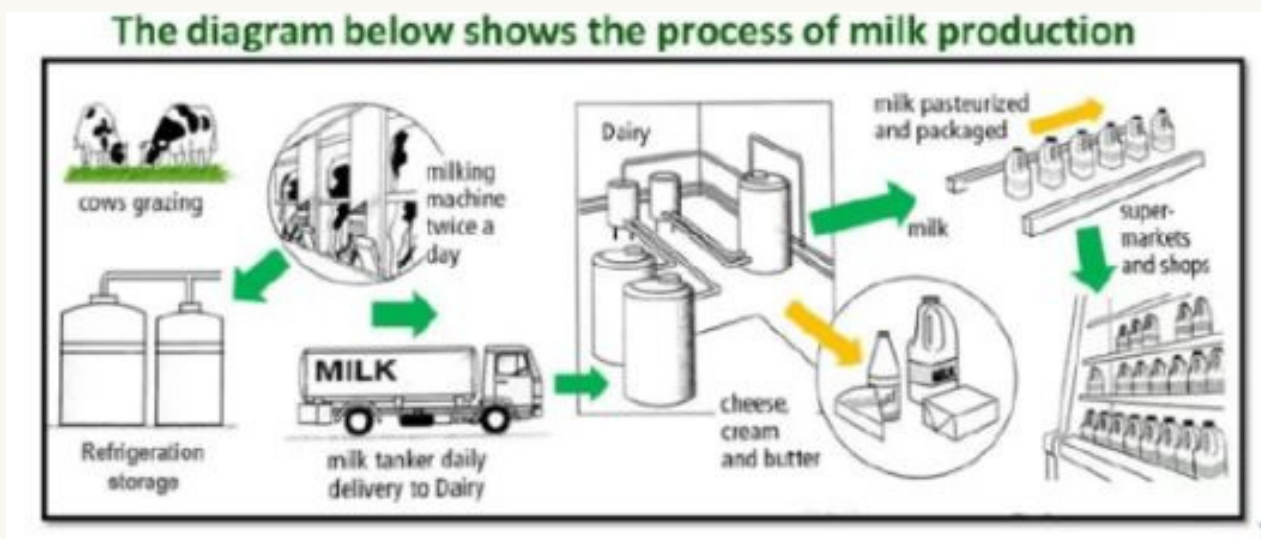 The diagram below shows the process of milk production
cows grazing
milking
machine
twice a
day
Refrigeration
storage
MILK
milk tanker daily
delivery to Dairy
Dairy
milk
milk pasteurized
and packaged
super-
markets
and shops
cheese,
cream
and butter
MILK